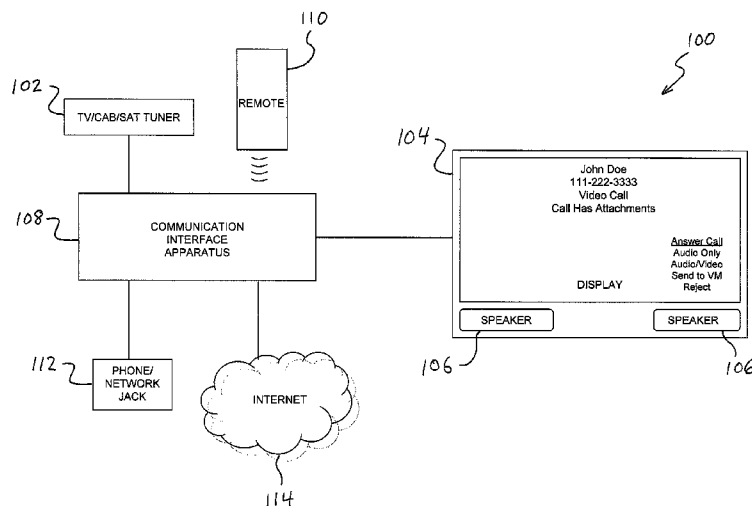 110
100
102
TV/CAB/SAT TUNER
REMOTE
104
John Doe
111-222-3333
Video Call
Call Has Attachments
108
COMMUNICATION
INTERFACE
APPARATUS
Answer Call
Audio Only
Audio/Video
Send to VM
Reject
DISPLAY
SPEAKER
SPEAKER
106
106
112
PHONE/
NETWORK
JACK
INTERNET
114